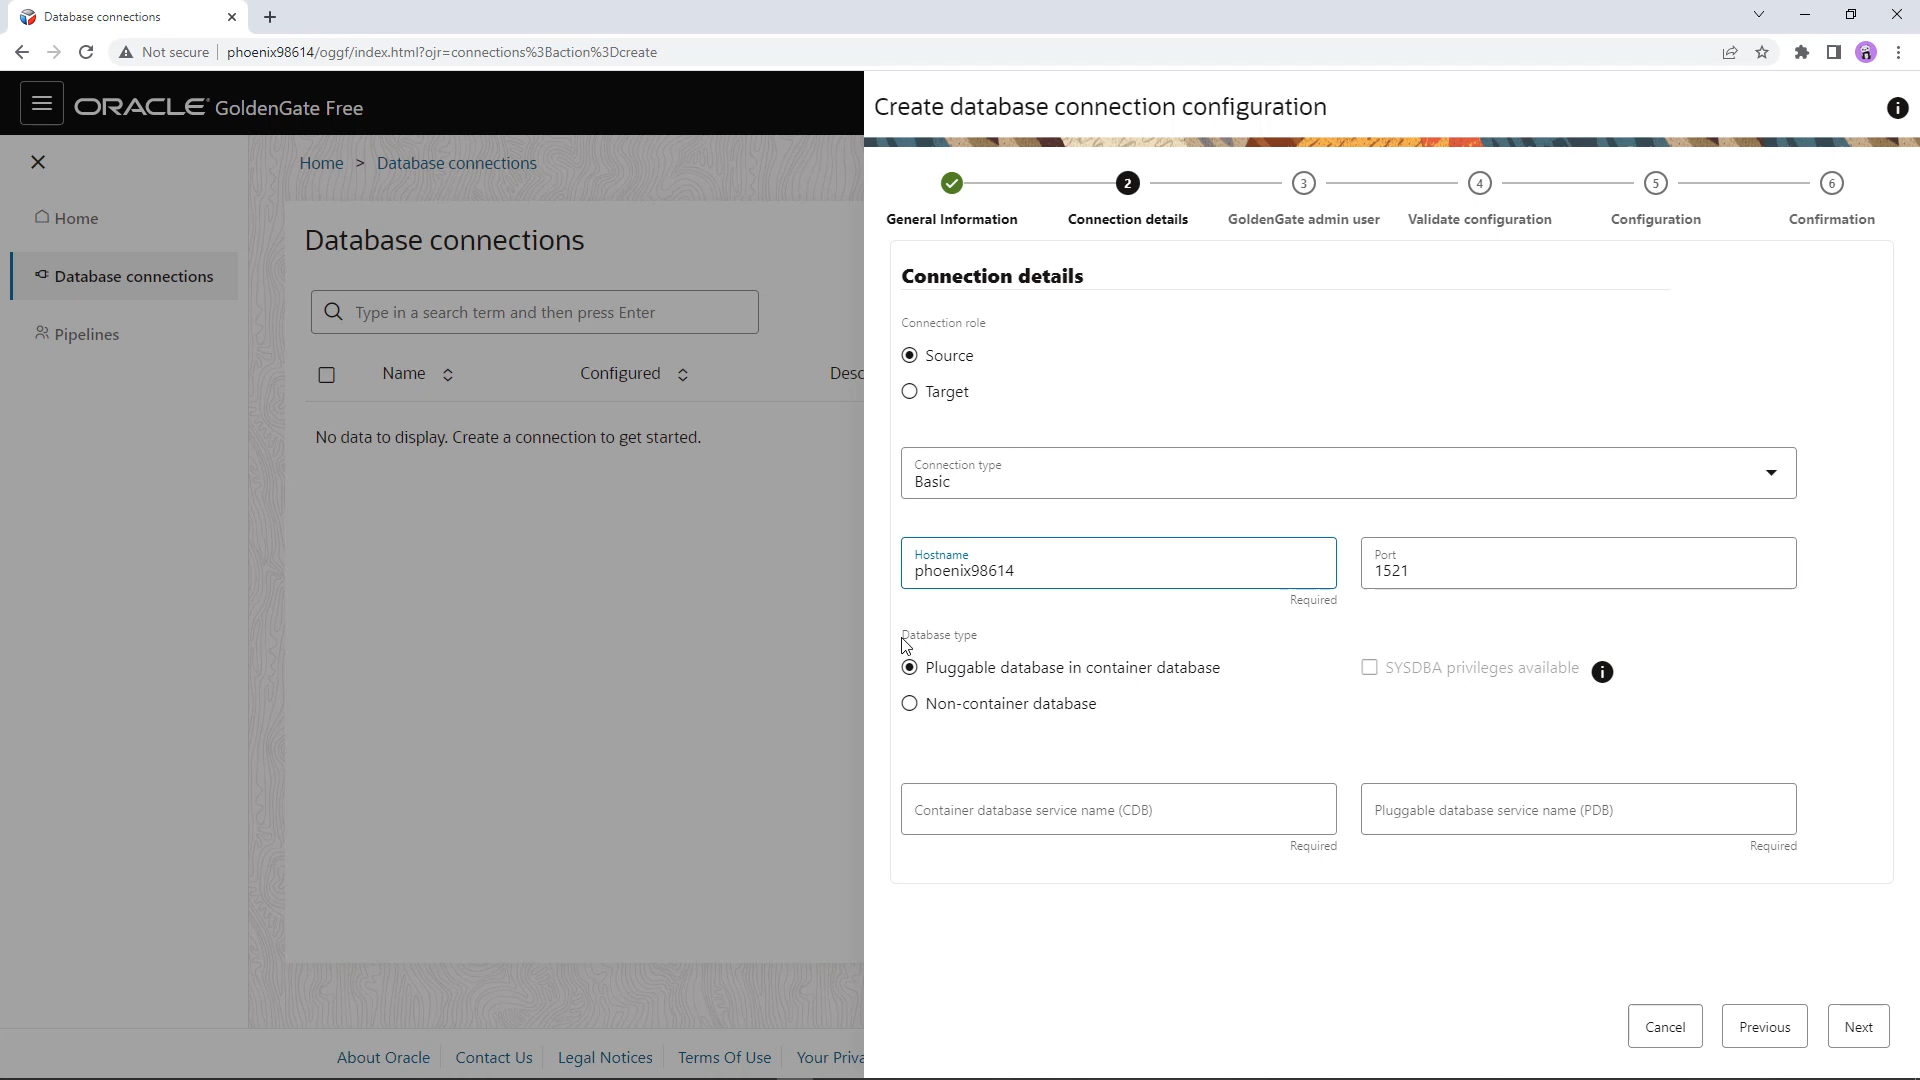 Database connections
Not secure
phoenix98614/oggf/index.html?ojr=connections%3Baction%3Dcreate
ORACLE GoldenGate Free
Home
Database connections
Pipelines
Home > Database connections
Database connections
Type in a search term and then press Enter
Name
Configured
Desc
No data to display. Create a connection to get started.
About Oracle
Contact Us
Legal Notices
Terms Of Use
Your Priva
Create database connection configuration
2
3
4
5
6
General Information
Connection details
GoldenGate admin user
Validate configuration
Configuration
Confirmation
Connection details
Connection role
Source
Target
Connection type
Basic
Hostname
phoenix98614
Required
Port
1521
Database type
Pluggable database in container database
Non-container database
SYSDBA privileges available
Container database service name (CDB)
Required
Pluggable database service name (PDB)
Required
Cancel
Previous
Next